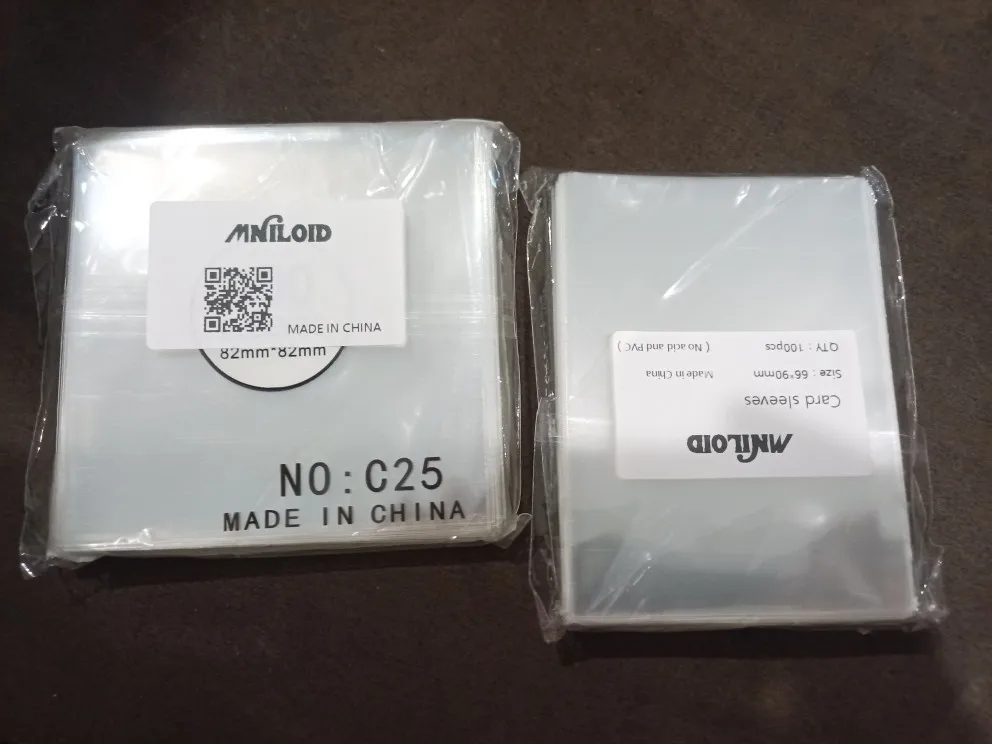 MNILOID
MADE IN CHINA
82mm*82mm
NO:C25
MADE IN CHINA
MNILOID
Card sleeves
Size : 66*90mm Made in China
QTY : 100pcs ( No acid and PVC )